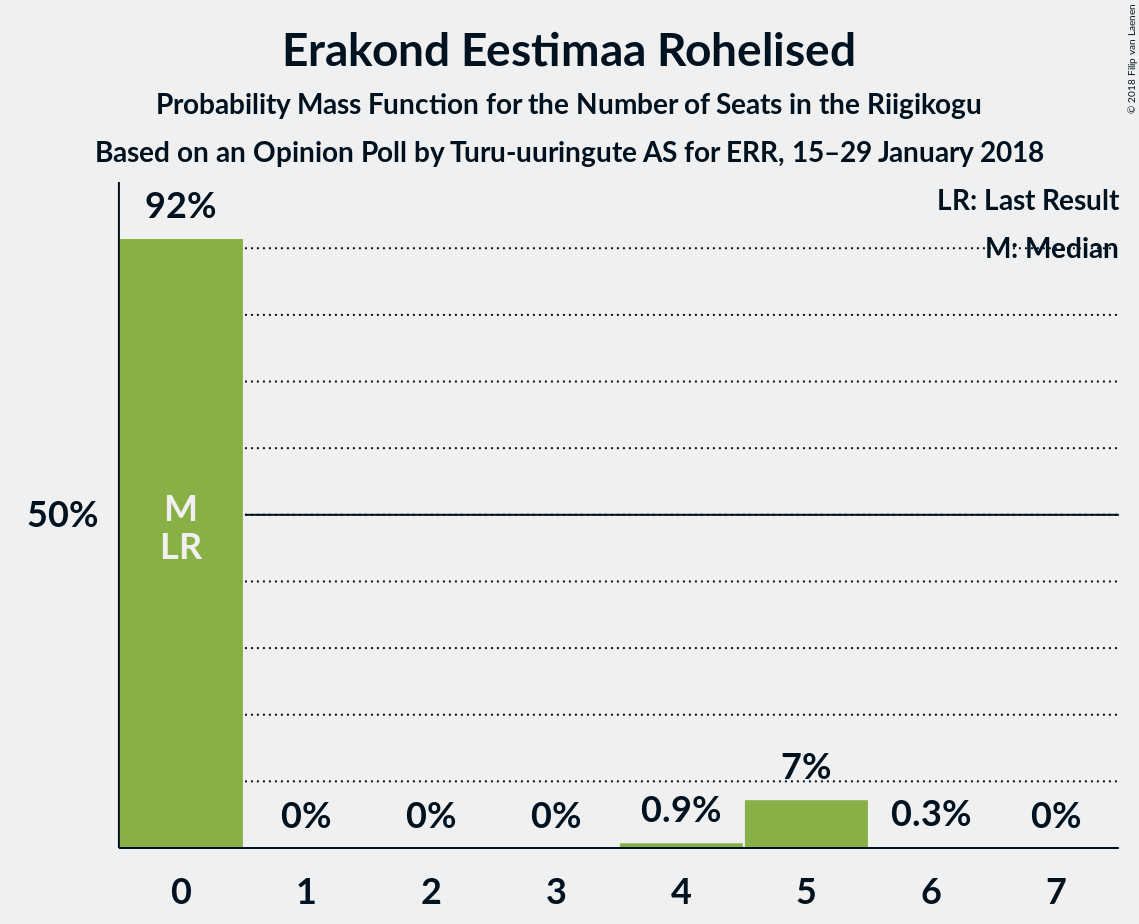 Erakond Eestimaa Rohelised
Probability Mass Function for the Number of Seats in the Riigikogu
Based on an Opinion Poll by Turu-uuringute AS for ERR, 15–29 January 2018
© 2018 Filip van Laenen
LR: Last Result
M: Median
92%
50%
M
LR
0% 0% 0% 0.9% 7% 0.3% 0%
0 1 2 3 4 5 6 7